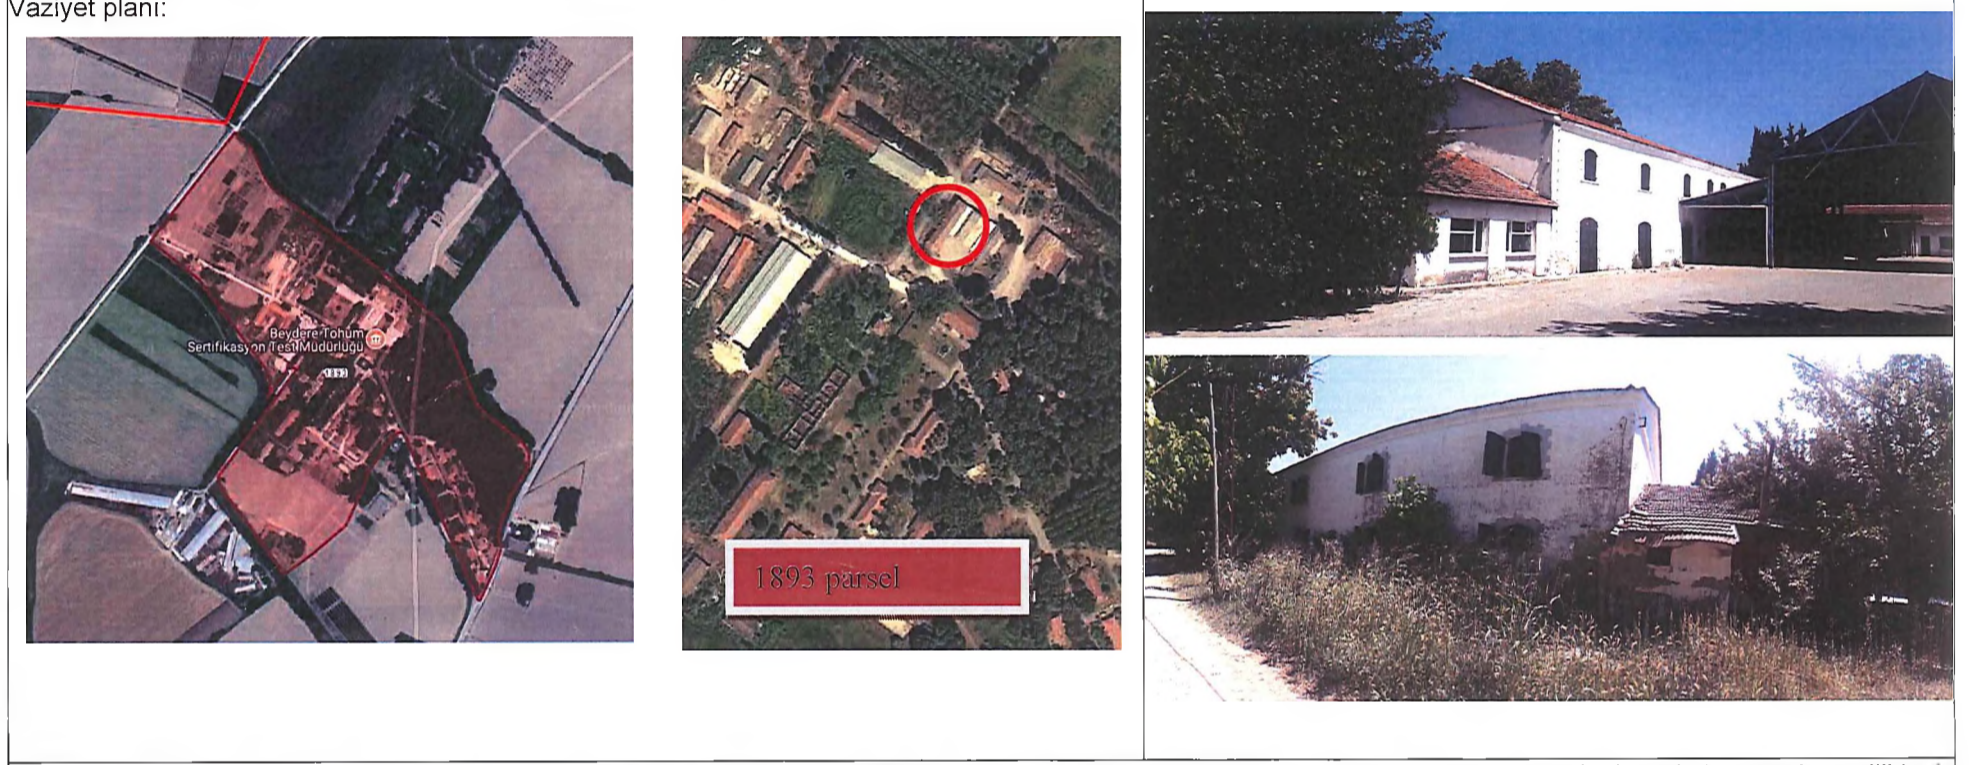 Vaziyet planı:
Beydere Tohum
Sertifikasyon Test Müdürlüğü
1893
1893 parsel